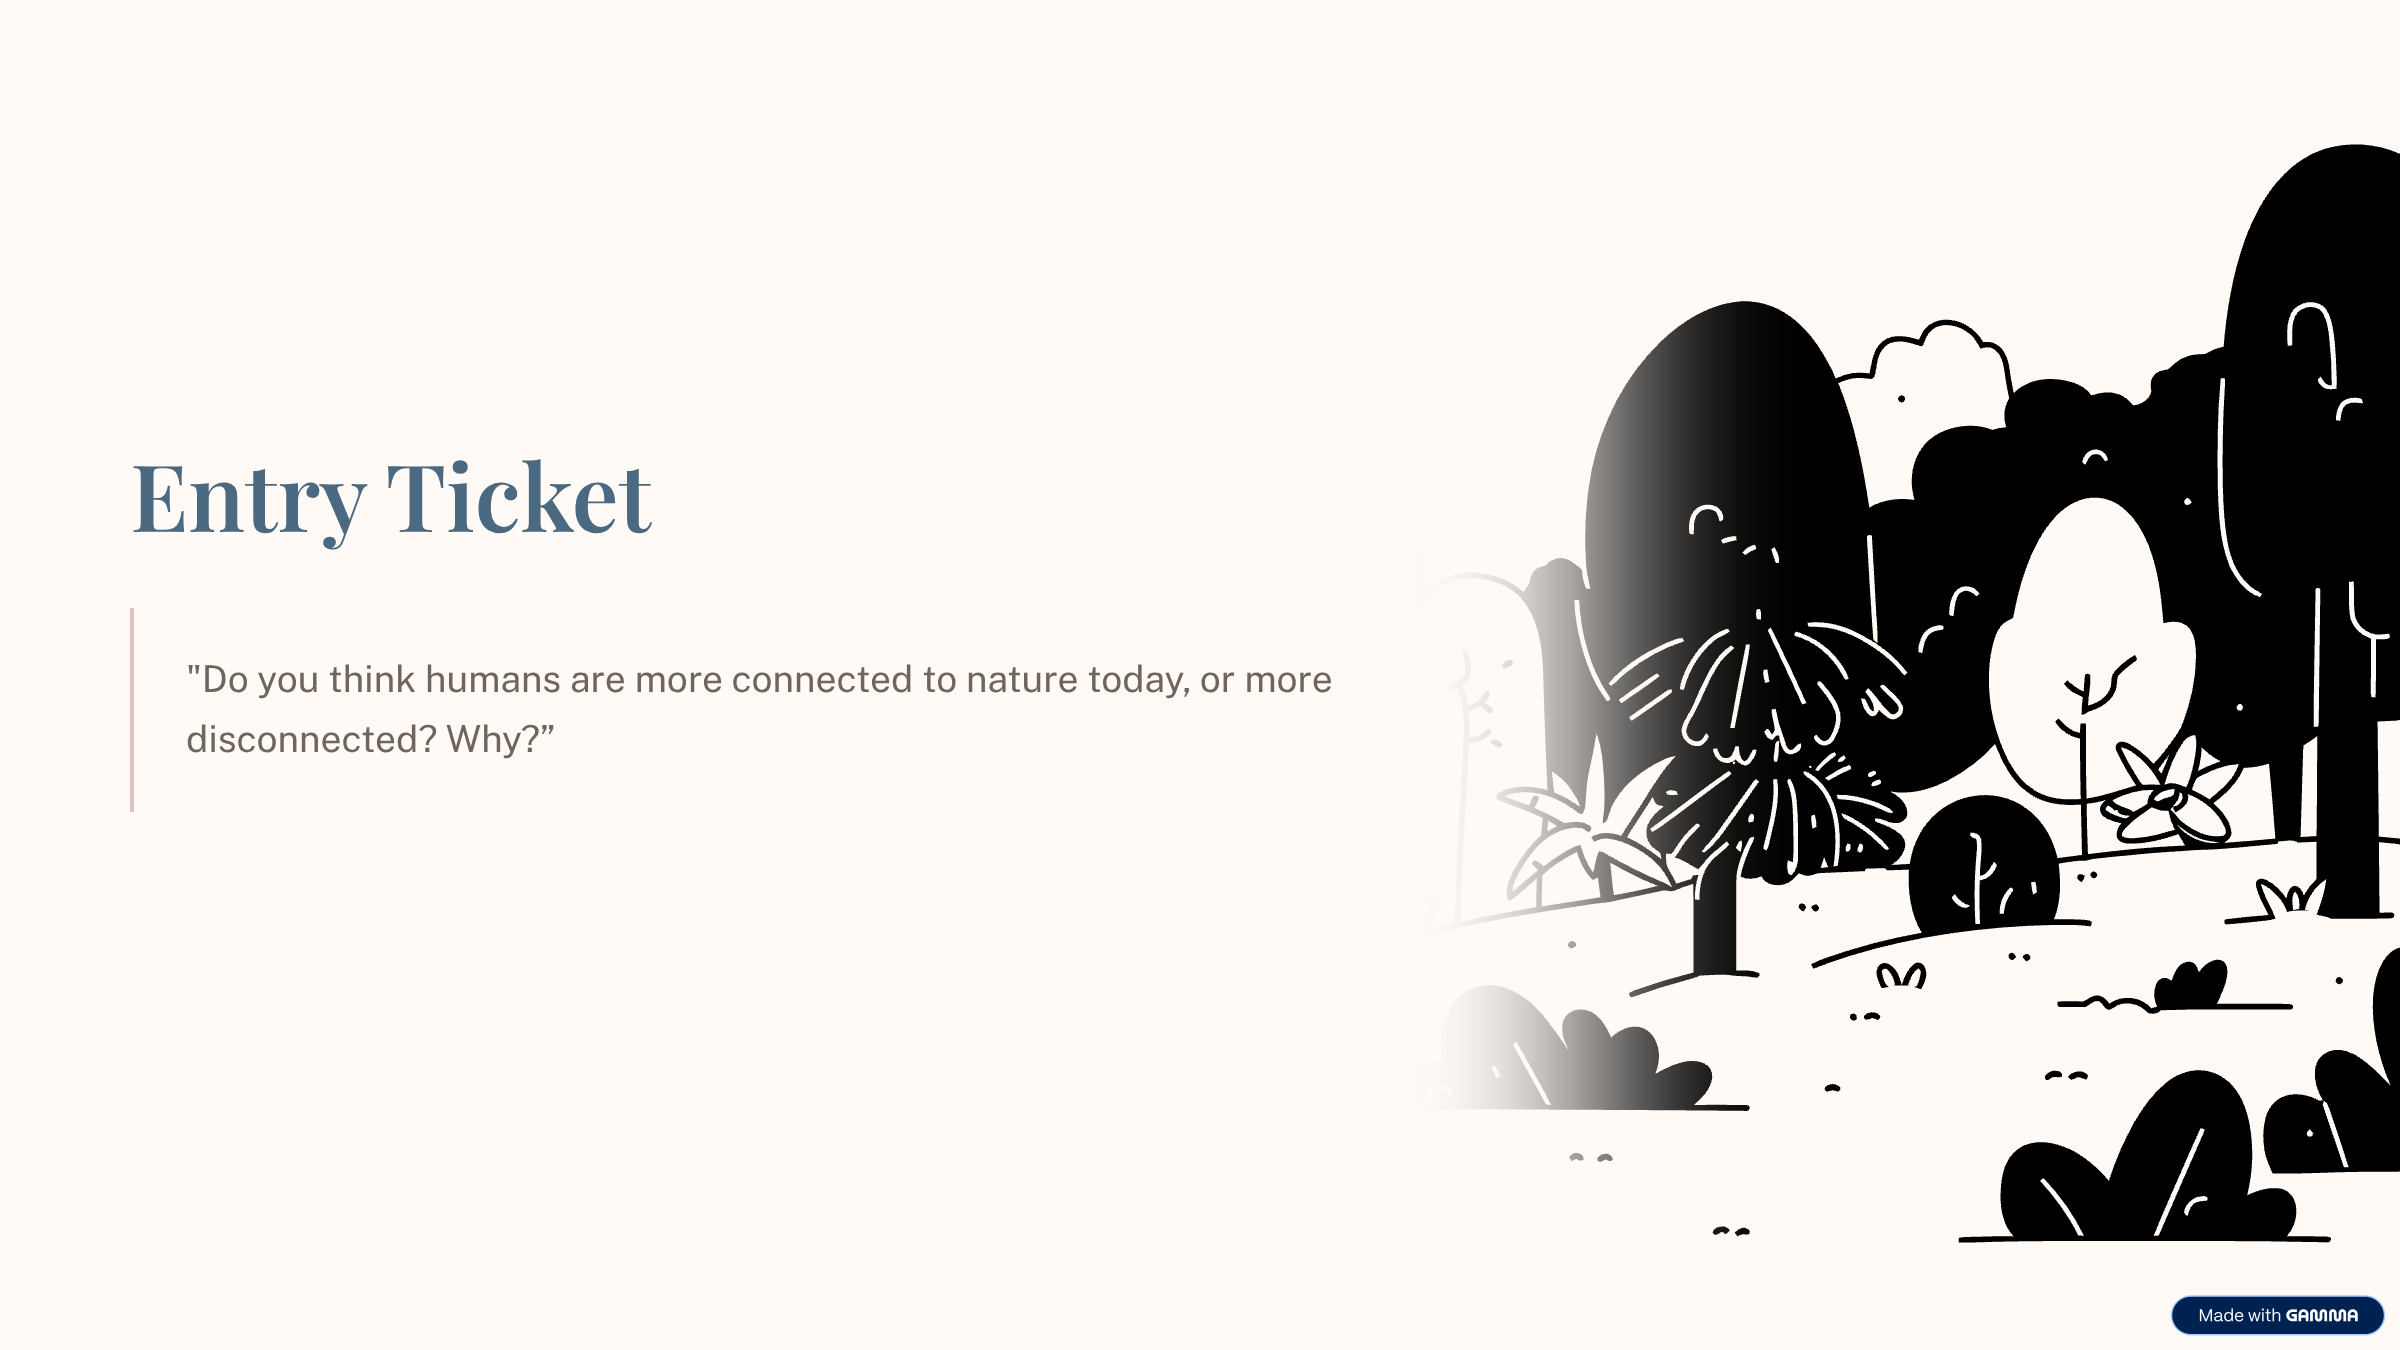 Entry Ticket
"Do you think humans are more connected to nature today, or more
disconnected? Why?”
Made with GAMMA